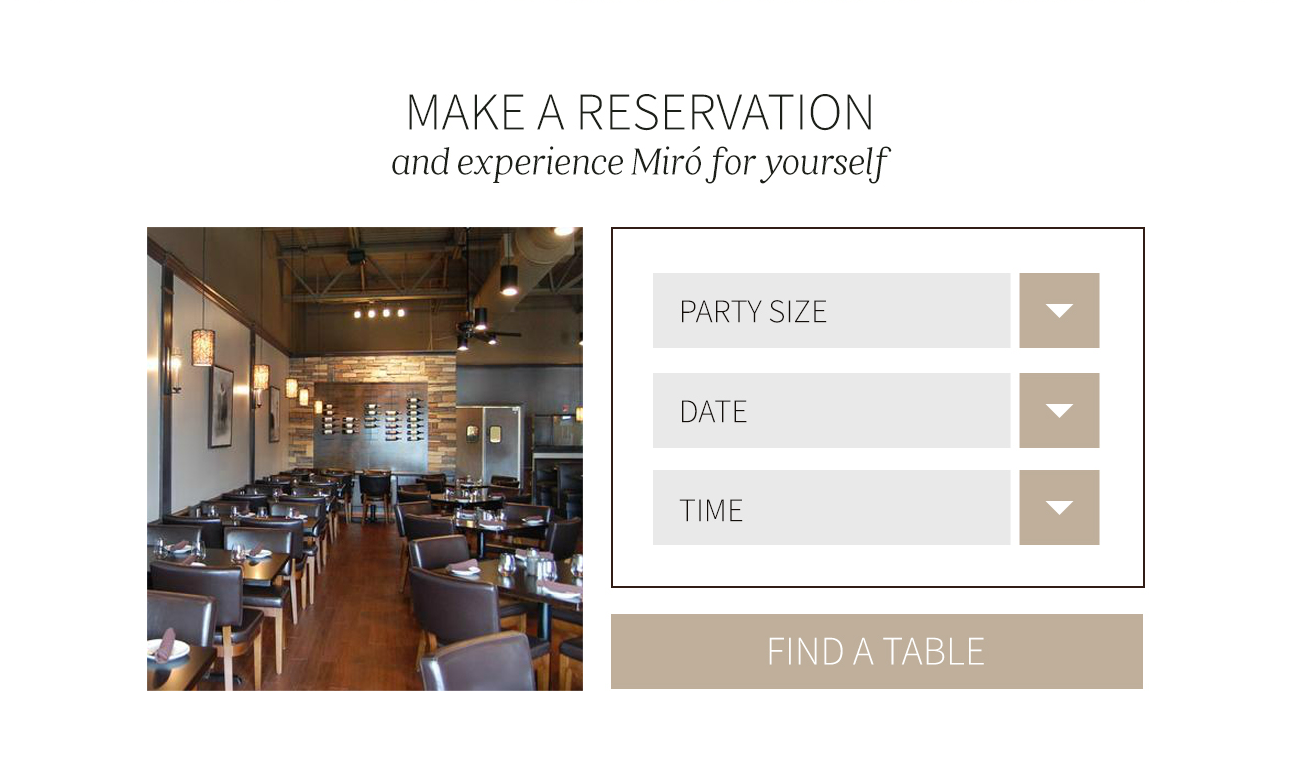 MAKE A RESERVATION
and experience Miró for yourself
PARTY SIZE
DATE
TIME
FIND A TABLE